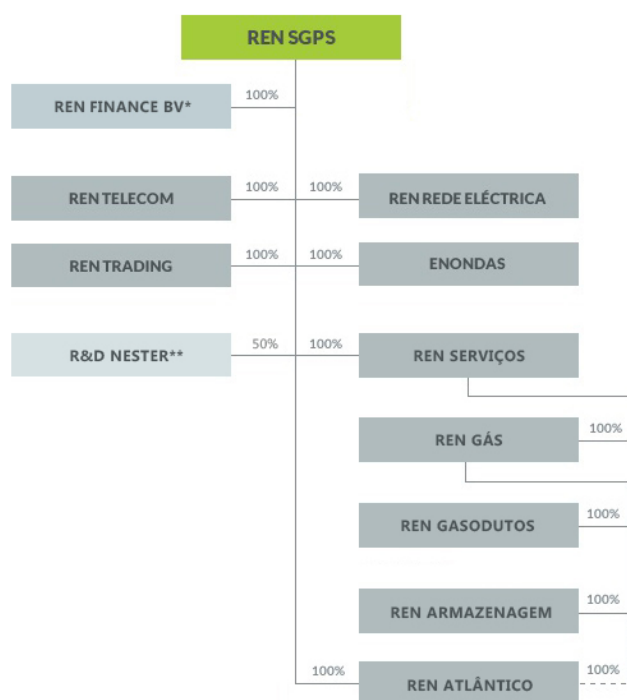 REN SGPS
REN FINANCE BV*
100%
REN TELECOM
100%
100%
REN REDE ELÉCTRICA
REN TRADING
100%
100%
ENONDAS
R&D NESTER**
50%
100%
REN SERVIÇOS
REN GÁS
100%
REN GASODUTOS
100%
REN ARMAZENAGEM
100%
100%
REN ATLÂNTICO
100%